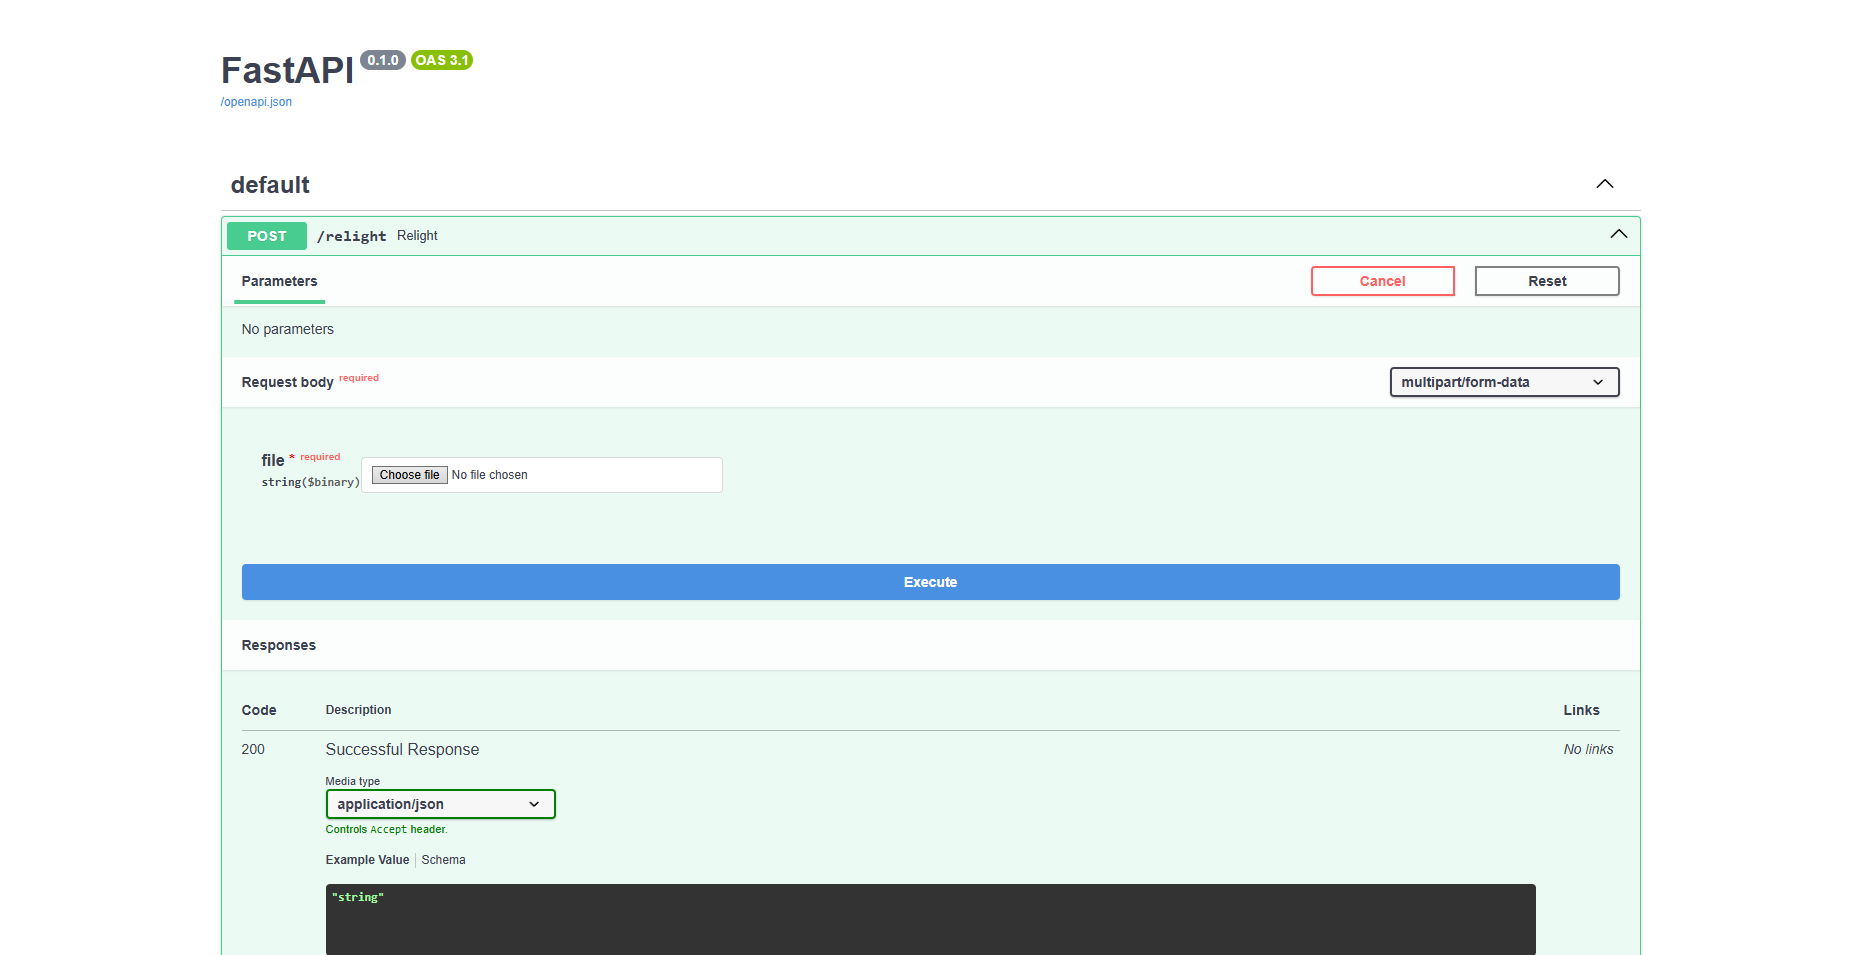 FastAPI 0.1.0 OAS 3.1
/openapi.json
default
POST /relight Relight
Parameters Cancel Reset
No parameters
Request body required multipart/form-data
file * required
string($binary) Choose file No file chosen
Execute
Responses
Code Description Links
200 Successful Response No links
Media type
application/json
Controls Accept header.
Example Value Schema
"string"